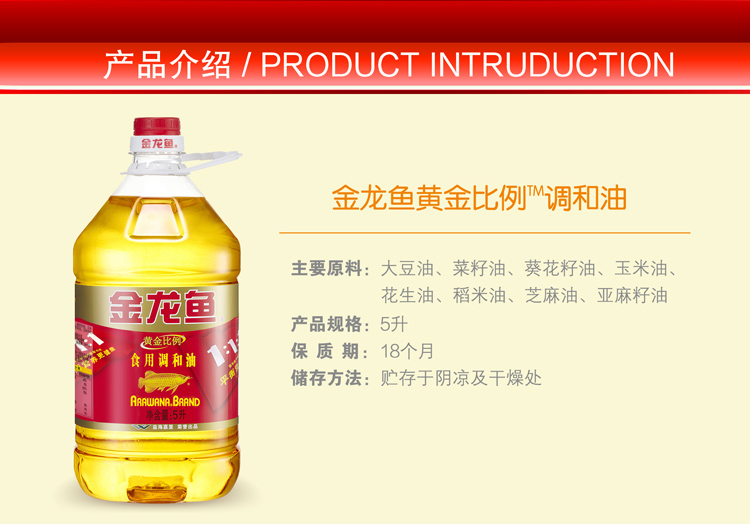 产品介绍 / PRODUCT INTRUDUCTION
金龙鱼
金龙鱼黄金比例™调和油
主要原料：大豆油、菜籽油、葵花籽油、玉米油、
花生油、稻米油、芝麻油、亚麻籽油
产品规格：5升
保 质 期：18个月
储存方法：贮存于阴凉及干燥处
金龙鱼
黄金比例
食用调和油
1:1:1
ARAWANA.BRAND
净含量:5升